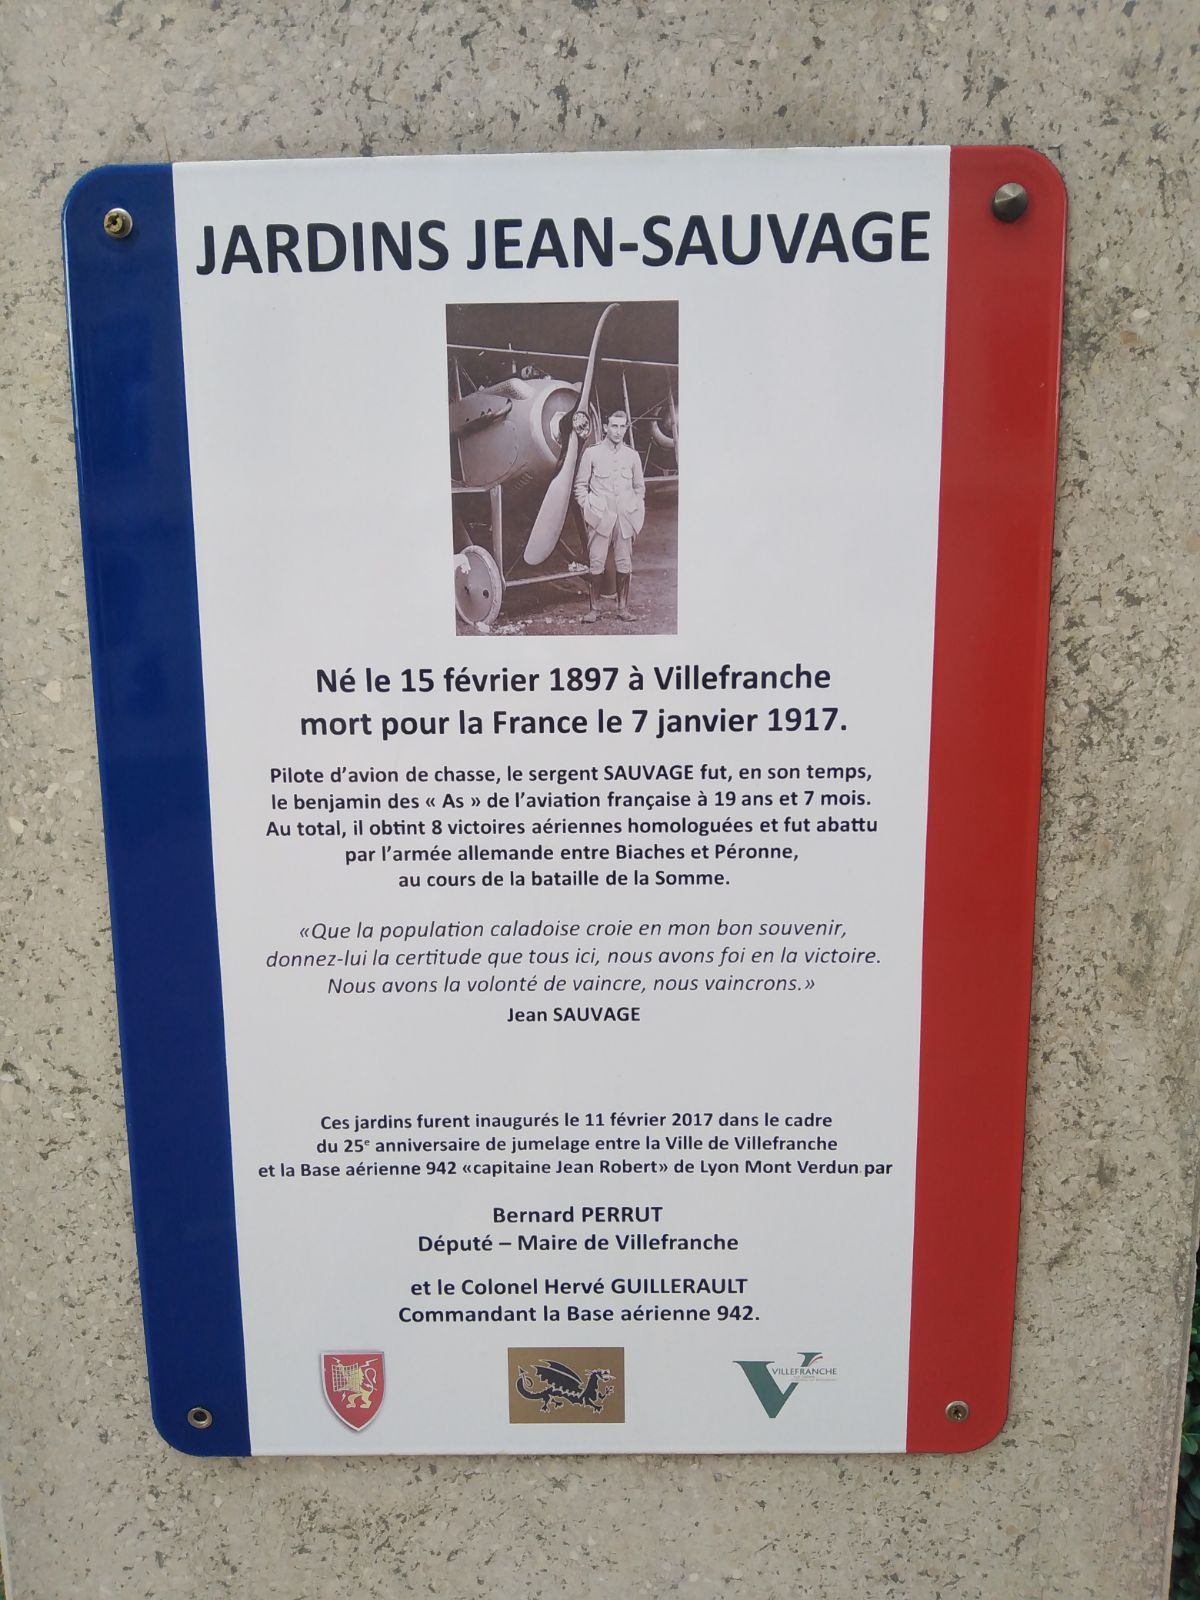 JARDINS JEAN-SAUVAGE
Né le 15 février 1897 à Villefranche
mort pour la France le 7 janvier 1917.
Pilote d'avion de chasse, le sergent SAUVAGE fut, en son temps,
le benjamin des « As » de l'aviation française à 19 ans et 7 mois.
Au total, il obtint 8 victoires aériennes homologuées et fut abattu
par l'armée allemande entre Biaches et Péronne,
au cours de la bataille de la Somme.
«Que la population caladoise croie en mon bon souvenir,
donnez-lui la certitude que tous ici, nous avons foi en la victoire.
Nous avons la volonté de vaincre, nous vaincrons.»
Jean SAUVAGE
Ces jardins furent inaugurés le 11 février 2017 dans le cadre
du 25e anniversaire de jumelage entre la Ville de Villefranche
et la Base aérienne 942 «capitaine Jean Robert» de Lyon Mont Verdun par
Bernard PERRUT
Député – Maire de Villefranche
et le Colonel Hervé GUILLERAULT
Commandant la Base aérienne 942.
VILLEFRANCHE